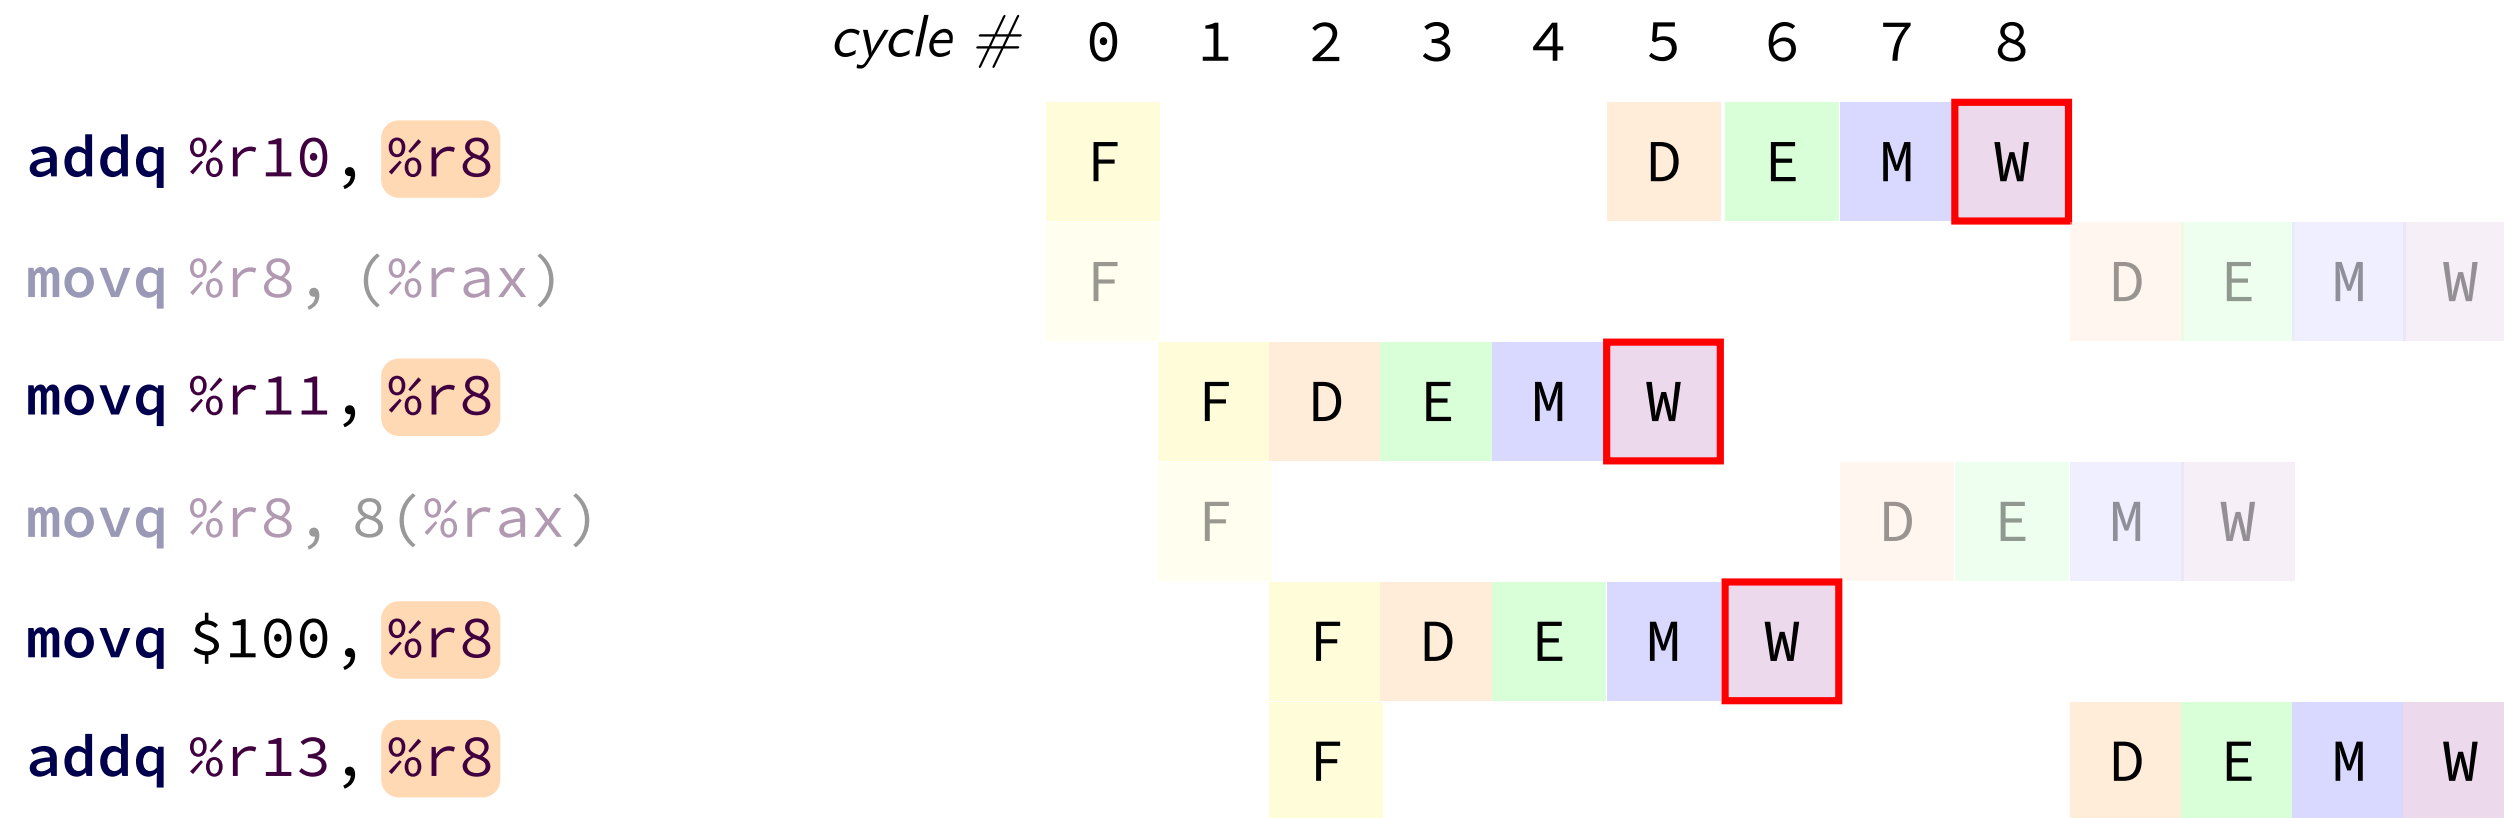 cycle # 0 1 2 3 4 5 6 7 8
addq %r10, %r8 F D E M W
movq %r8, (%rax) F D E M W
movq %r11, %r8 F D E M W
movq %r8, 8(%rax) F D E M W
movq $100, %r8 F D E M W
addq %r13, %r8 F D E M W